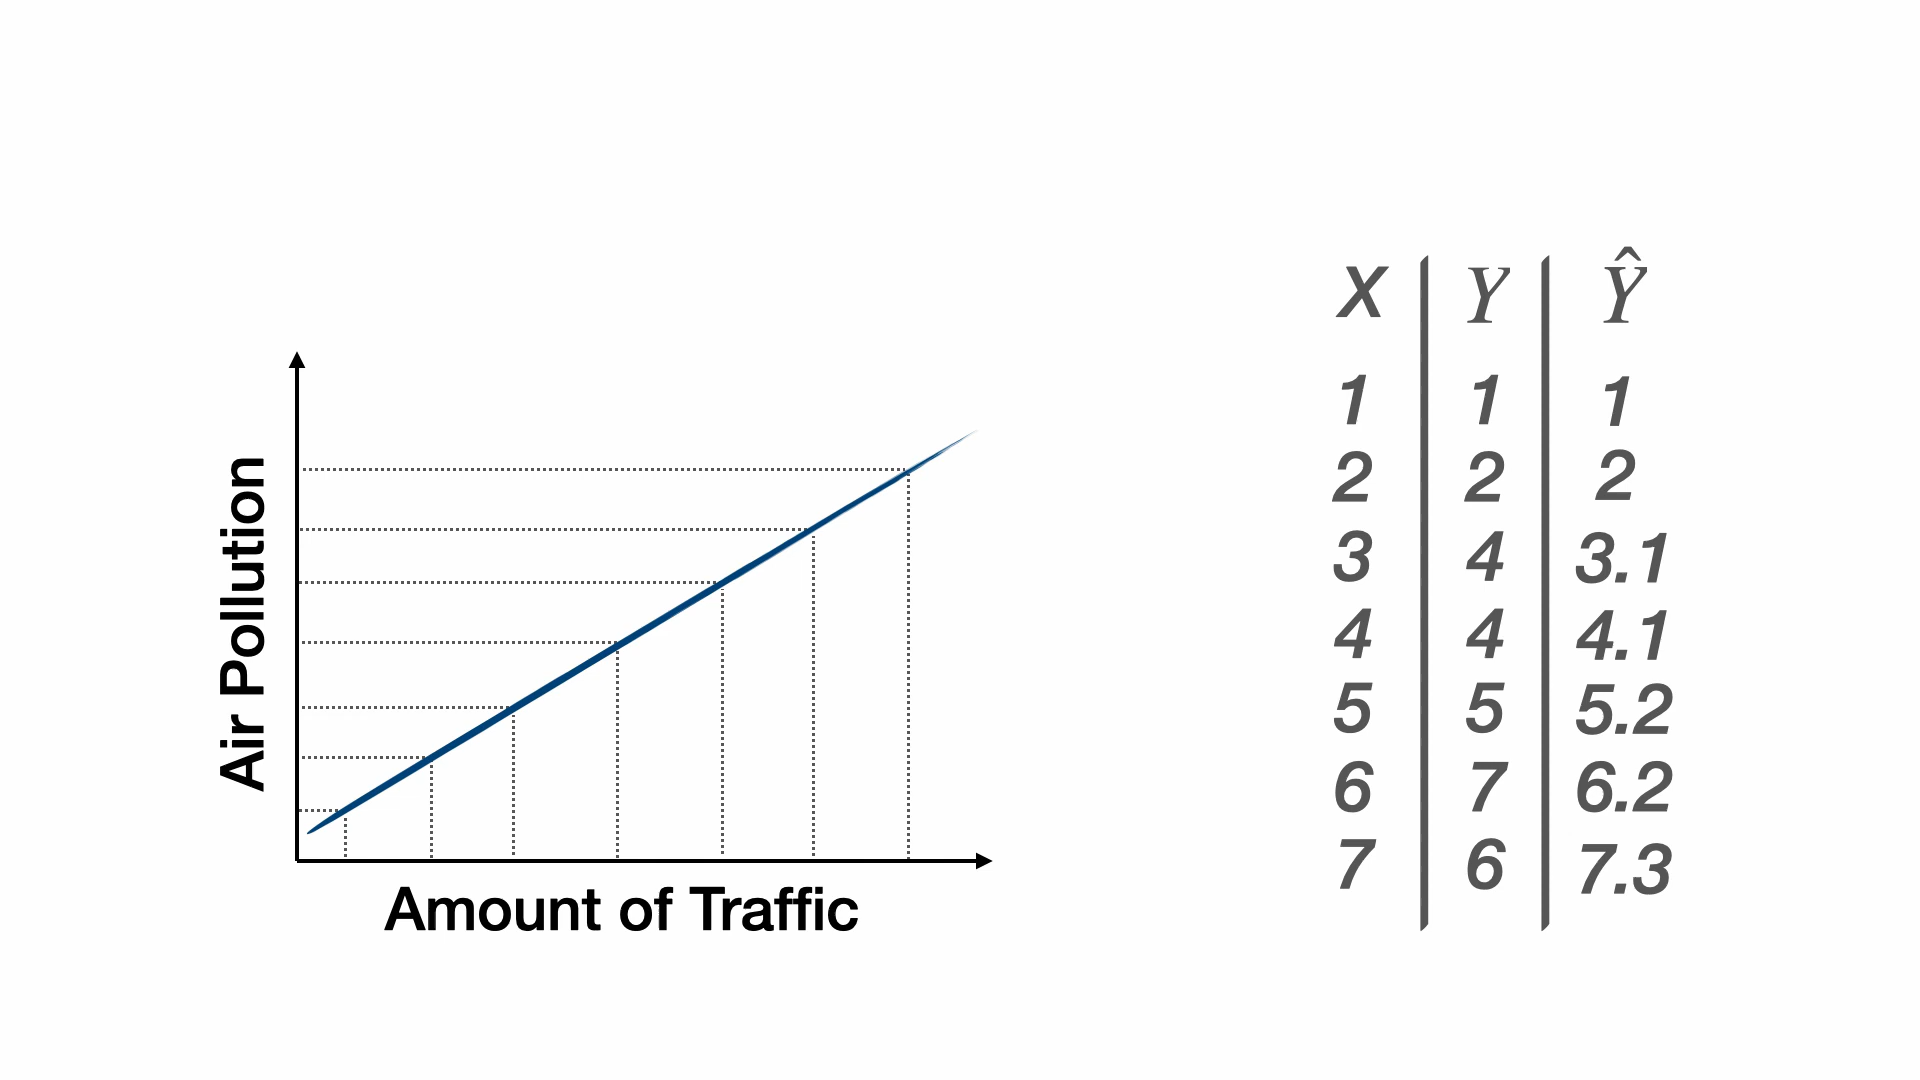 Air Pollution
Amount of Traffic
X Y Ŷ
1 1 1
2 2 2
3 4 3.1
4 4 4.1
5 5 5.2
6 7 6.2
7 6 7.3